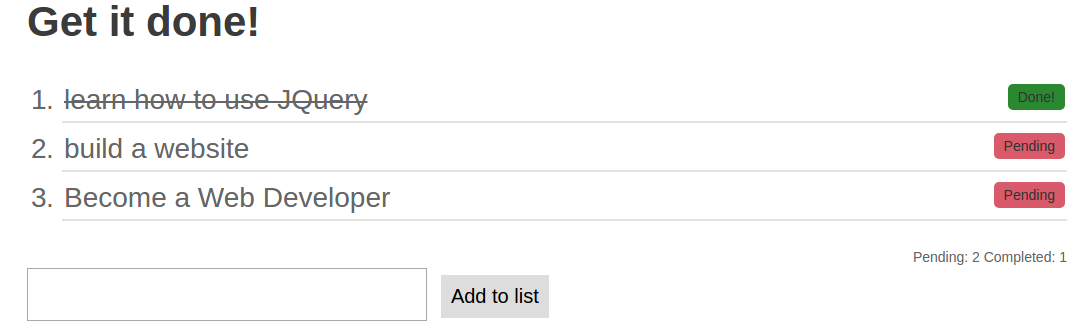 Get it done!
1. learn how to use JQuery Done!
2. build a website Pending
3. Become a Web Developer Pending
Pending: 2 Completed: 1
Add to list